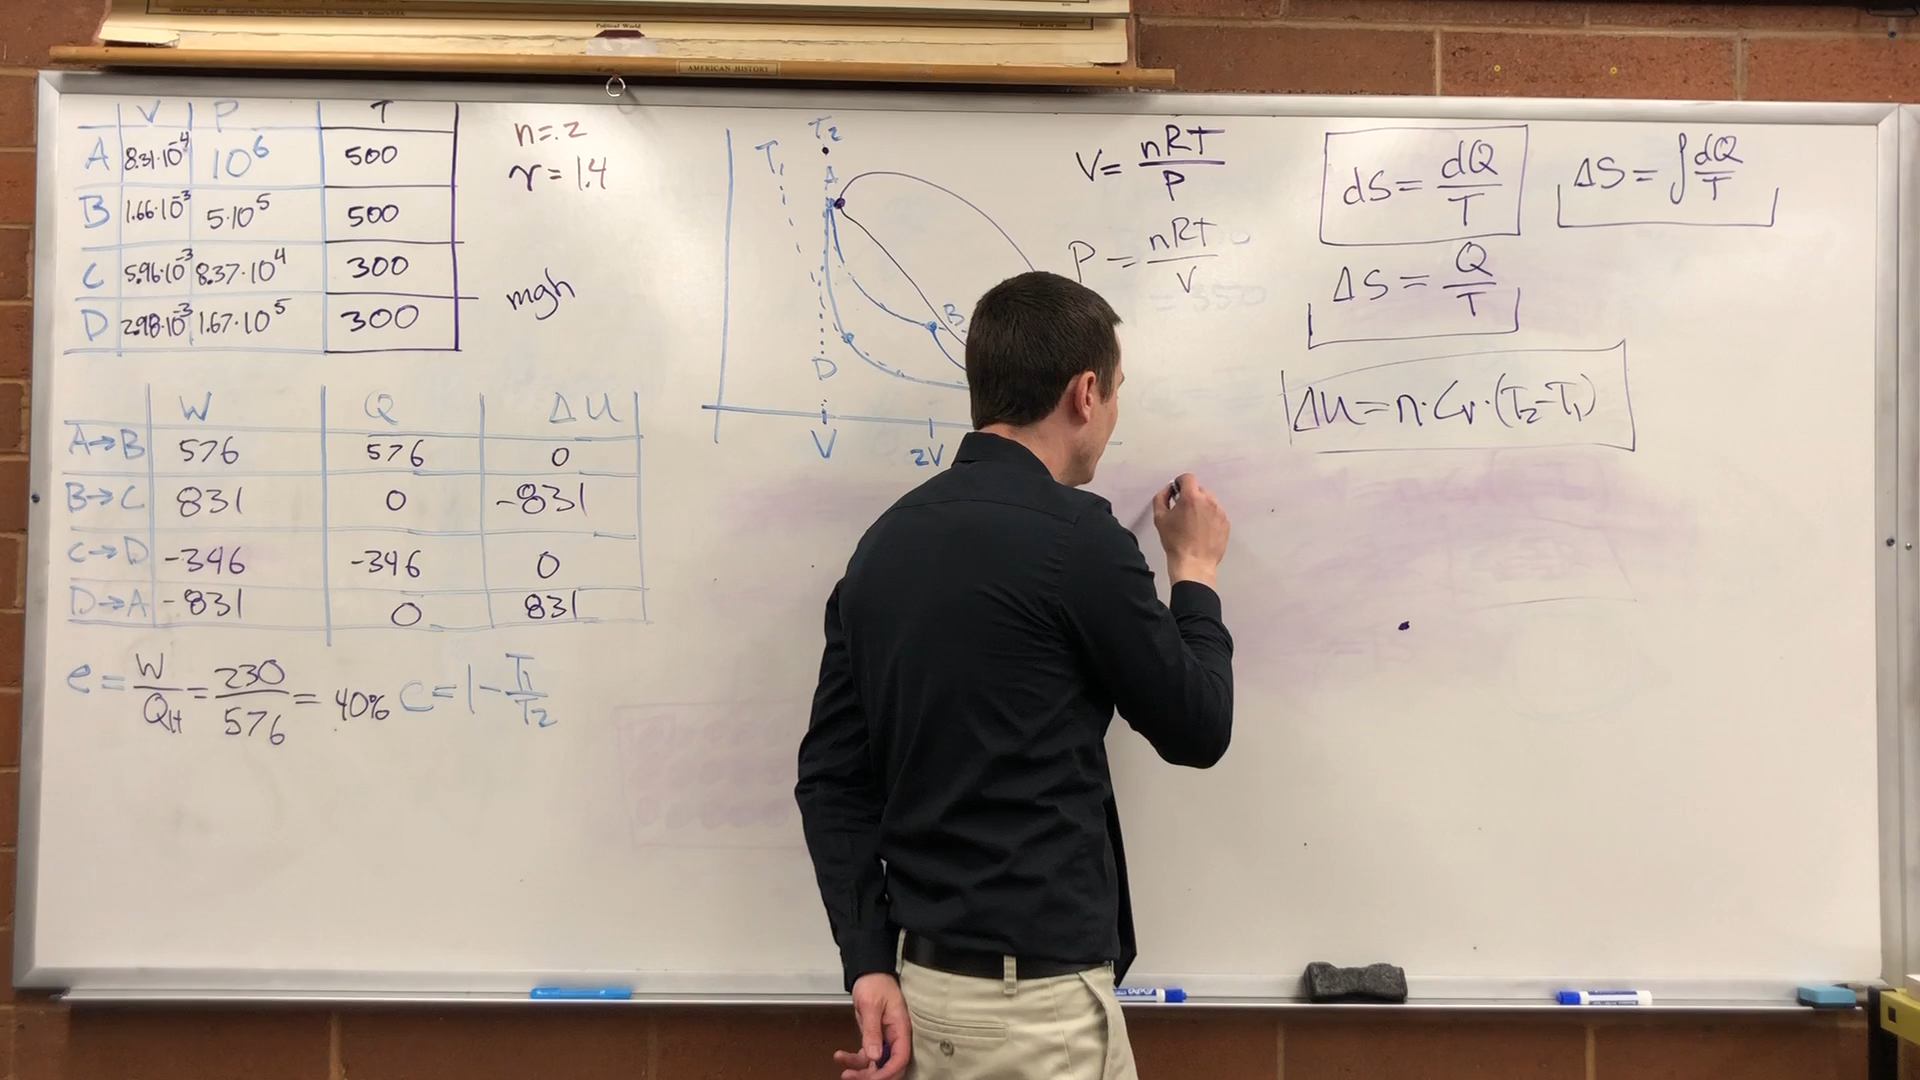 Political World
AMERICAN HISTORY
V P T
A 8.31·10⁻⁴ 10⁶ 500
B 1.66·10⁻³ 5·10⁵ 500
C 5.96·10⁻³ 8.37·10⁴ 300
D 2.98·10⁻³ 1.67·10⁵ 300
n=.2
γ=1.4
mgh
W Q ΔU
A→B 576 576 0
B→C 831 0 -831
C→D -346 -346 0
D→A -831 0 831
e = W/QH = 230/576 = 40% C = 1 - T₁/T₂
T₂
T₁
A
B
D
V 2V
V = nRT/P
P = nRT/V
dS = dQ/T
ΔS = ∫dQ/T
ΔS = Q/T
ΔU = n·Cv·(T₂-T₁)